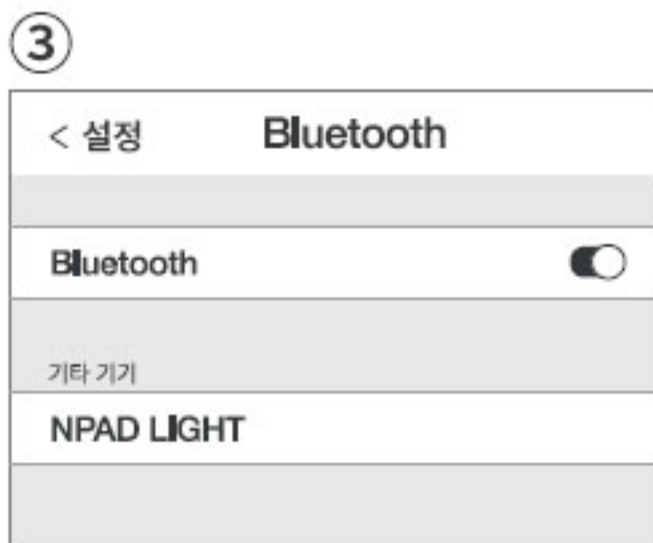 ③
< 설정 Bluetooth
Bluetooth
기타 기기
NPAD LIGHT